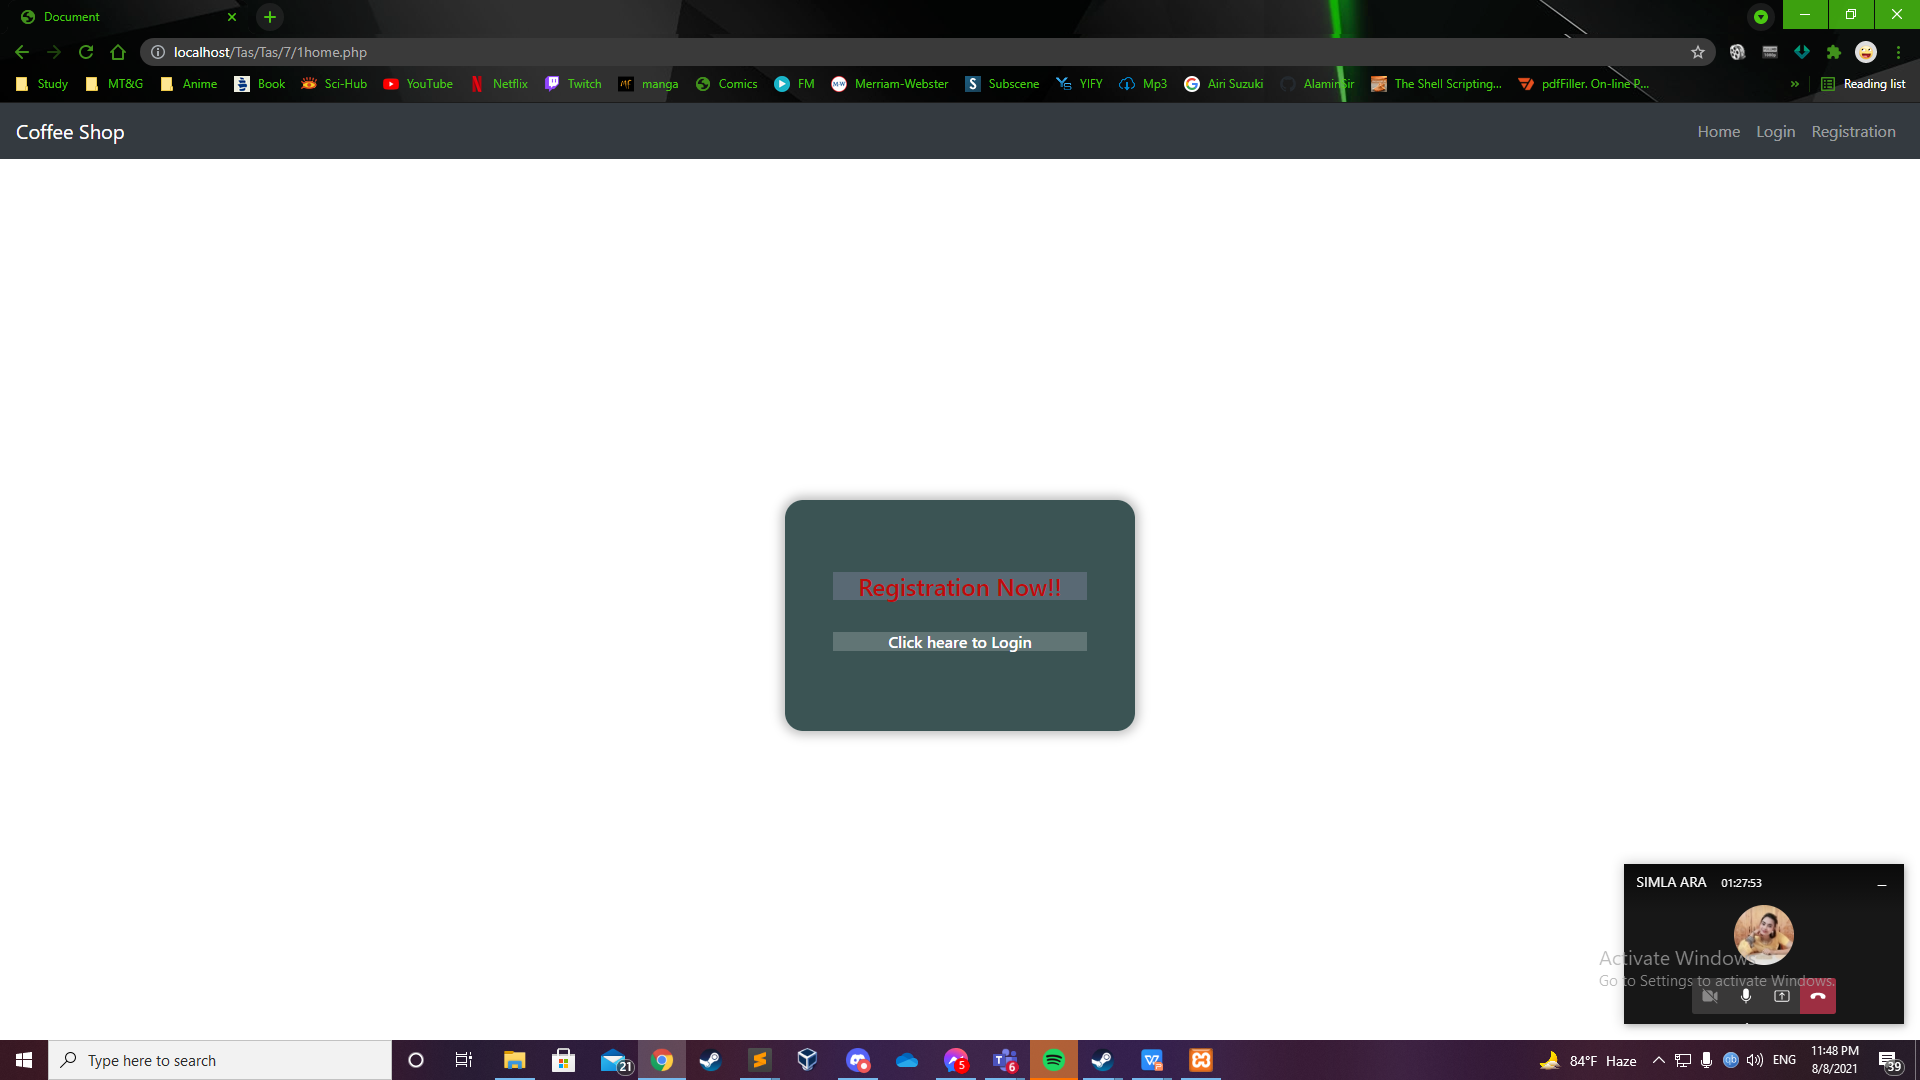 Document
localhost/Tas/Tas/7/1home.php
Study MT&G Anime Book Sci-Hub YouTube Netflix Twitch manga Comics FM Merriam-Webster Subscene YIFY Mp3 Airi Suzuki AlaminSir The Shell Scripting... pdfFiller. On-line P... » Reading list
Coffee Shop Home Login Registration
Registration Now!!
Click heare to Login
SIMLA ARA 01:27:53
Activate Windows
Go to Settings to activate Windows.
Type here to search
21
5
6
84°F Haze
ENG
11:48 PM
8/8/2021
39